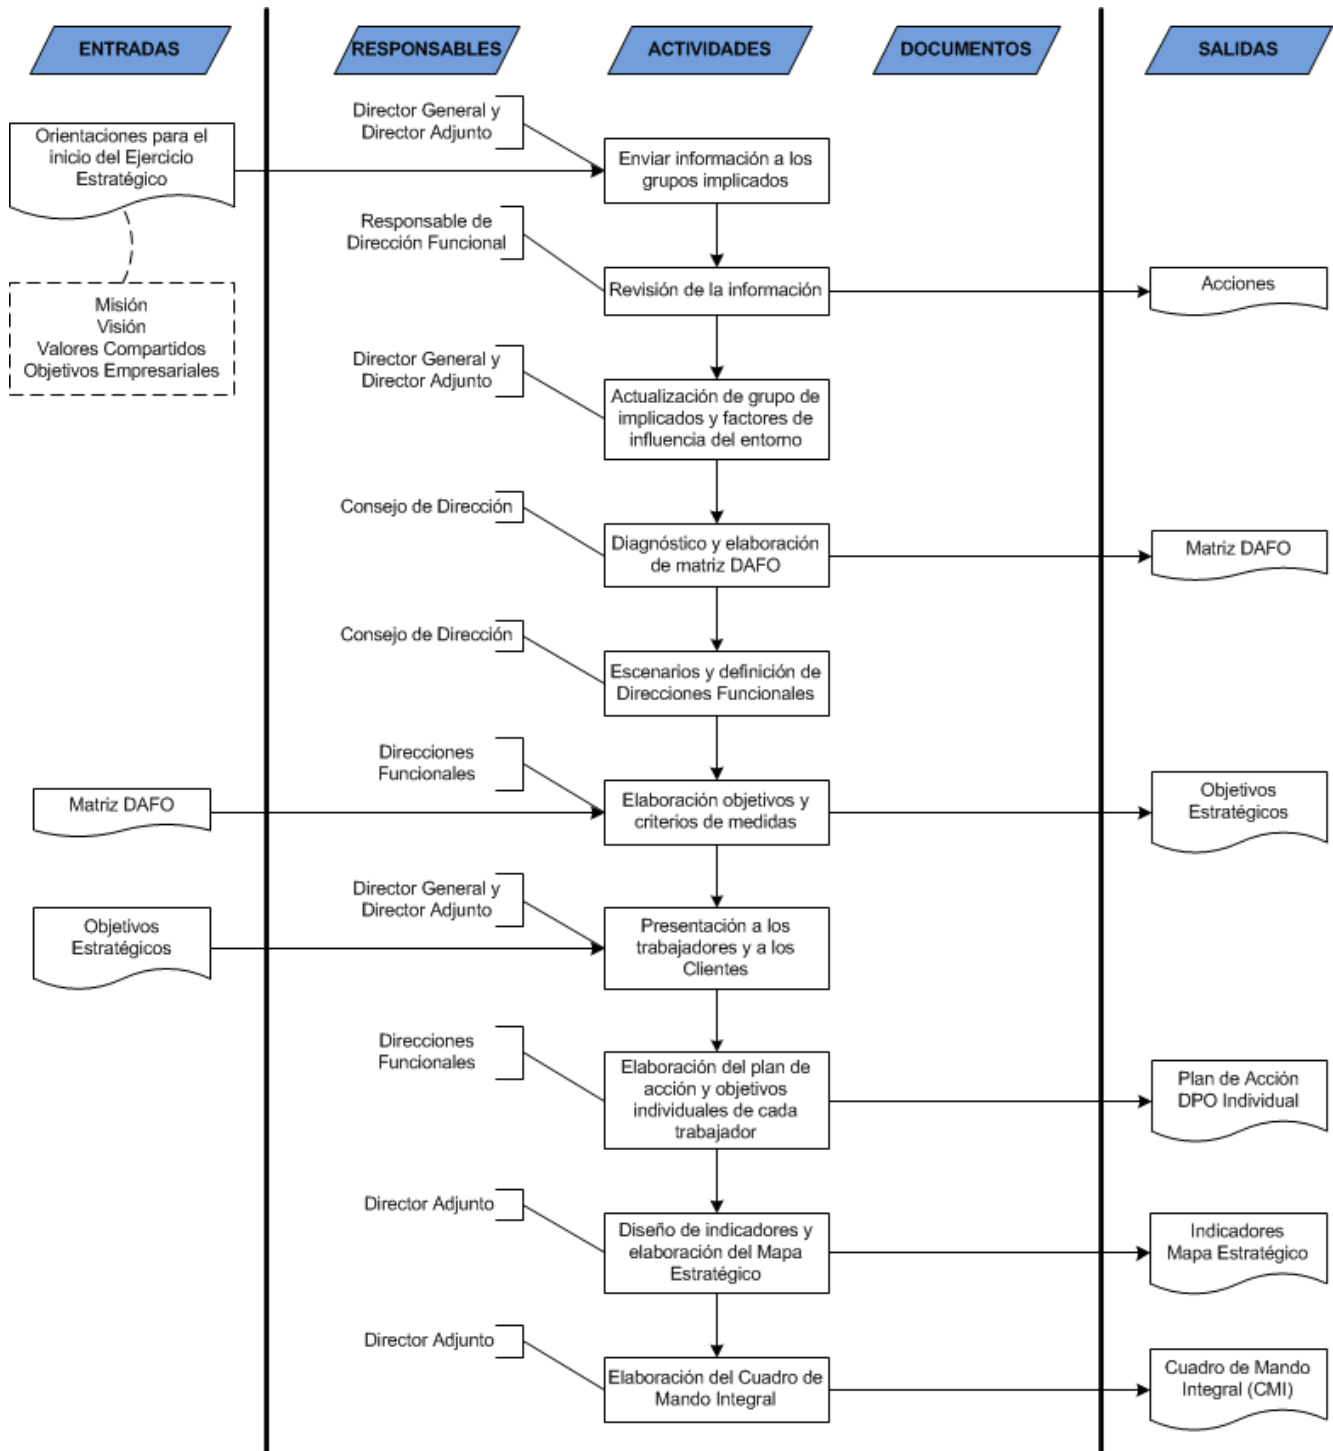 ENTRADAS
RESPONSABLES
ACTIVIDADES
DOCUMENTOS
SALIDAS
Orientaciones para el
inicio del Ejercicio
Estratégico
Misión
Visión
Valores Compartidos
Objetivos Empresariales
Director General y
Director Adjunto
Enviar información a los
grupos implicados
Responsable de
Dirección Funcional
Revisión de la información
Acciones
Director General y
Director Adjunto
Actualización de grupo de
implicados y factores de
influencia del entorno
Consejo de Dirección
Diagnóstico y elaboración
de matriz DAFO
Matriz DAFO
Consejo de Dirección
Escenarios y definición de
Direcciones Funcionales
Direcciones
Funcionales
Matriz DAFO
Elaboración objetivos y
criterios de medidas
Objetivos
Estratégicos
Director General y
Director Adjunto
Objetivos
Estratégicos
Presentación a los
trabajadores y a los
Clientes
Direcciones
Funcionales
Elaboración del plan de
acción y objetivos
individuales de cada
trabajador
Plan de Acción
DPO Individual
Director Adjunto
Diseño de indicadores y
elaboración del Mapa
Estratégico
Indicadores
Mapa Estratégico
Director Adjunto
Elaboración del Cuadro de
Mando Integral
Cuadro de Mando
Integral (CMI)